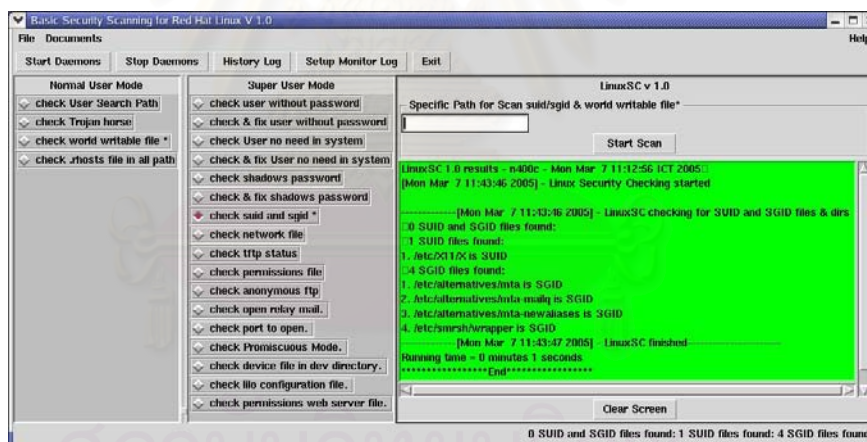 Basic Security Scanning for Red Hat Linux V 1.0
File Documents Help
Start Daemons Stop Daemons History Log Setup Monitor Log Exit
Normal User Mode
check User Search Path
check Trojan horse
check world writable file *
check .rhosts file in all path
Super User Mode
check user without password
check & fix user without password
check User no need in system
check & fix User no need in system
check shadows password
check & fix shadows password
check suid and sgid *
check network file
check tftp status
check permissions file
check anonymous ftp
check open relay mail.
check port to open.
check Promiscuous Mode.
check device file in dev directory.
check lilo configuration file.
check permissions web server file.
LinuxSC v 1.0
Specific Path for Scan suid/sgid & world writable file*
Start Scan
LinuxSC 1.0 results - n400c - Mon Mar 7 11:12:56 ICT 2005
[Mon Mar 7 11:43:46 2005] - Linux Security Checking started
--------------[Mon Mar 7 11:43:46 2005] - LinuxSC checking for SUID and SGID files & dirs
0 SUID and SGID files found:
1 SUID files found:
1. /etc/X11/X is SUID
4 SGID files found:
1. /etc/alternatives/mta is SGID
2. /etc/alternatives/mta-mailq is SGID
3. /etc/alternatives/mta-newaliases is SGID
4. /etc/smrsh/wrapper is SGID
--------------[Mon Mar 7 11:43:47 2005] - LinuxSC finished----------------------
Running time = 0 minutes 1 seconds
*****************End*****************
Clear Screen
0 SUID and SGID files found: 1 SUID files found: 4 SGID files found